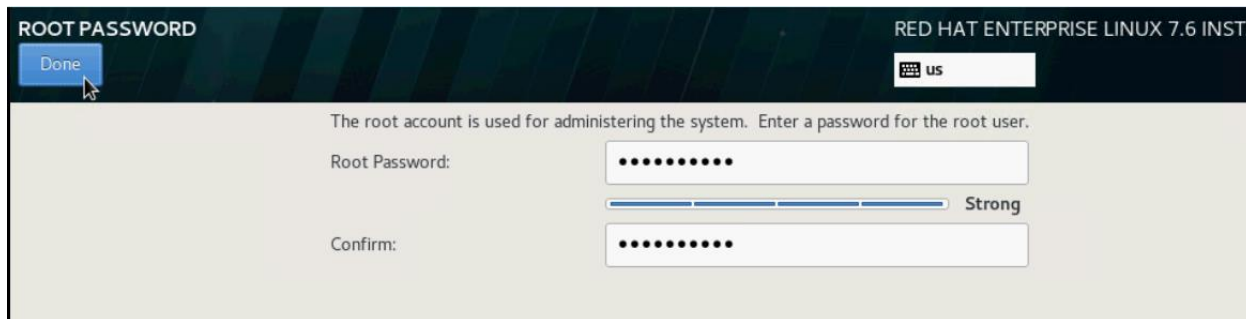 ROOT PASSWORD
RED HAT ENTERPRISE LINUX 7.6 INST
Done
us
The root account is used for administering the system. Enter a password for the root user.
Root Password:
●●●●●●●●●●
Strong
Confirm:
●●●●●●●●●●